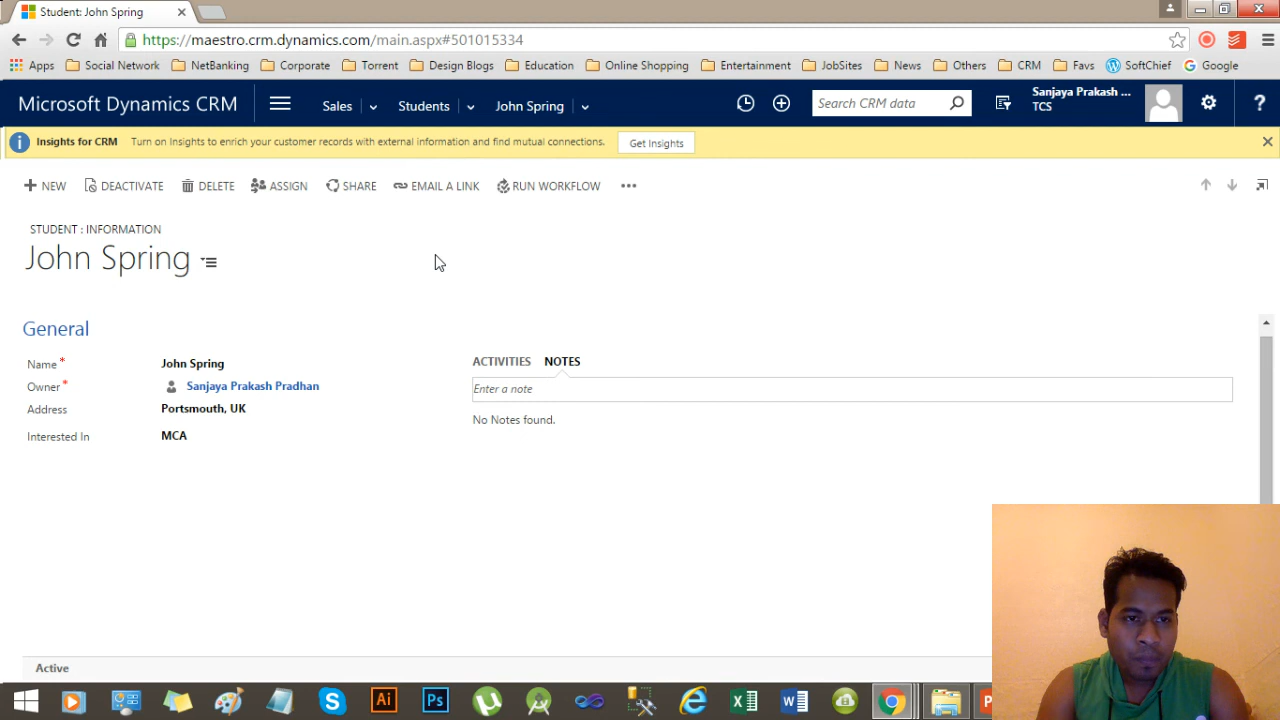 Student: John Spring
https://maestro.crm.dynamics.com/main.aspx#501015334
Apps Social Network NetBanking Corporate Torrent Design Blogs Education Online Shopping Entertainment JobSites News Others CRM Favs SoftChief Google
Microsoft Dynamics CRM Sales Students John Spring Search CRM data Sanjaya Prakash ...
TCS
Insights for CRM Turn on Insights to enrich your customer records with external information and find mutual connections. Get Insights
NEW DEACTIVATE DELETE ASSIGN SHARE EMAIL A LINK RUN WORKFLOW
STUDENT : INFORMATION
John Spring
General
Name * John Spring
ACTIVITIES NOTES
Owner * Sanjaya Prakash Pradhan
Enter a note
Address Portsmouth, UK
No Notes found.
Interested In MCA
Active